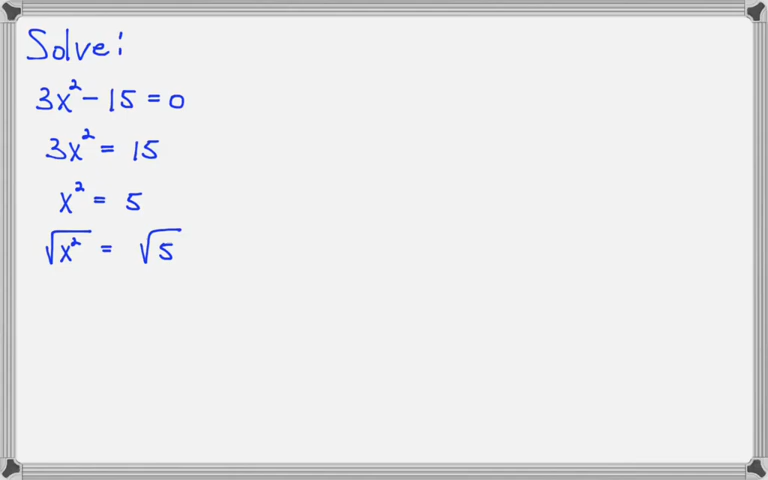 Solve:
3x² - 15 = 0
3x² = 15
x² = 5
√x² = √5